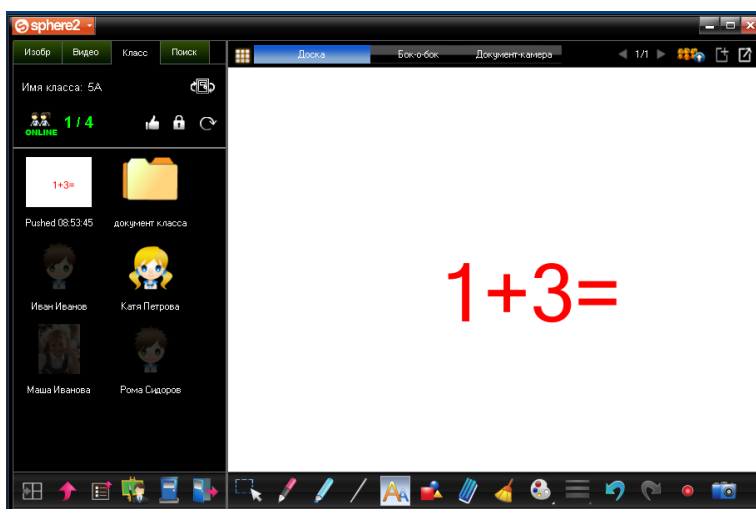 sphere2
Изобр Видео Класс Поиск
Доска Бок-о-бок Документ-камера 1/1
Имя класса: 5А
ONLINE 1 / 4
1+3=
Pushed 08:53:45 документ класса
Иван Иванов Катя Петрова
Маша Иванова Рома Сидоров
1+3=